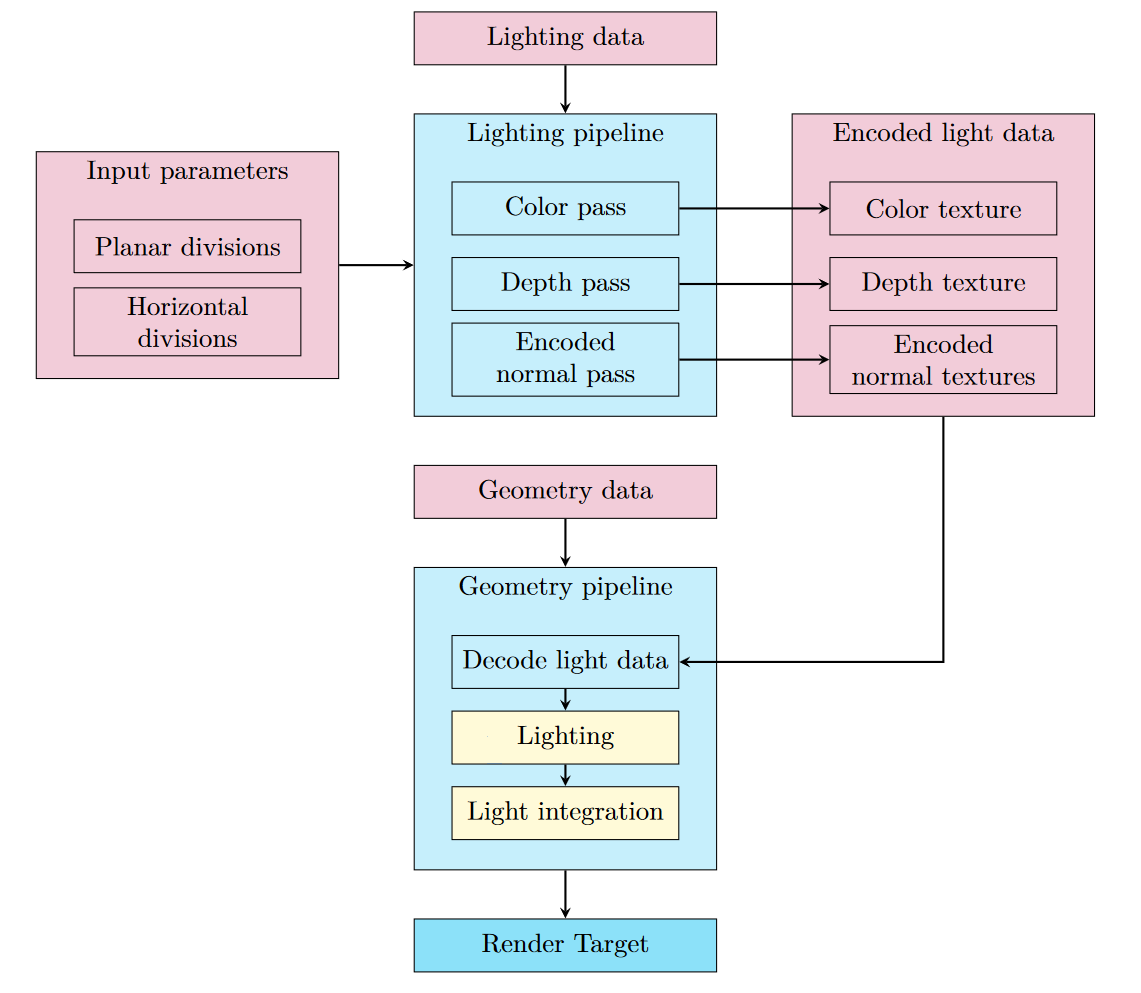 Lighting data
Lighting pipeline
Color pass
Depth pass
Encoded
normal pass
Encoded light data
Color texture
Depth texture
Encoded
normal textures
Input parameters
Planar divisions
Horizontal
divisions
Geometry data
Geometry pipeline
Decode light data
Lighting
Light integration
Render Target